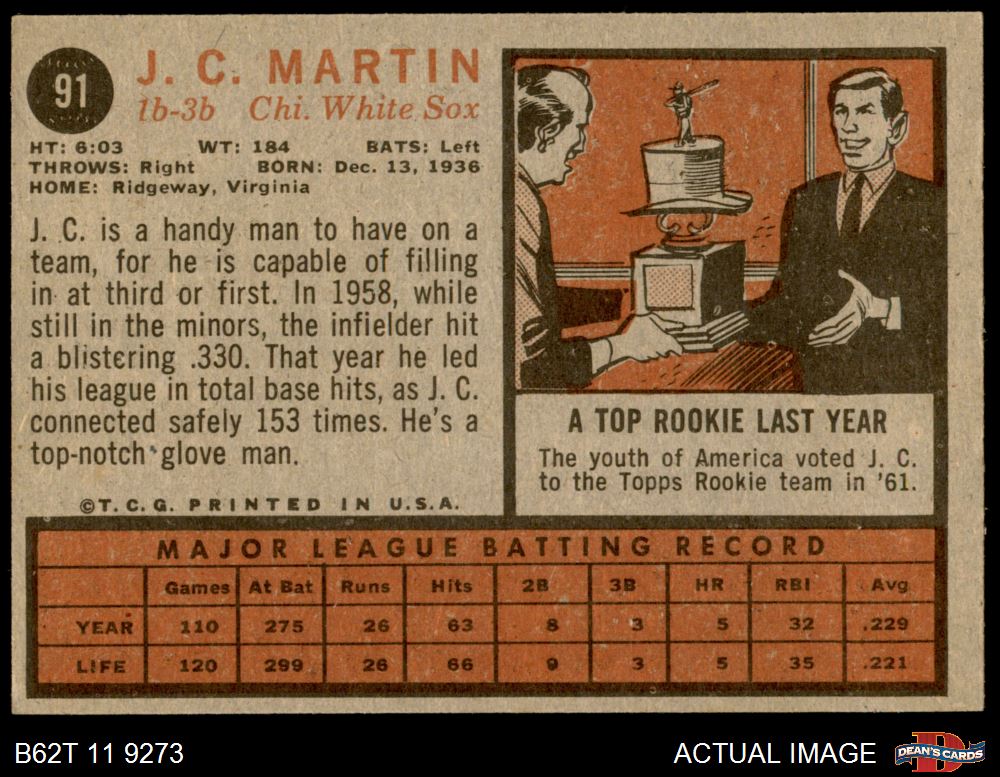 91
J. C. MARTIN
1b-3b Chi. White Sox
HT: 6:03 WT: 184 BATS: Left
THROWS: Right BORN: Dec. 13, 1936
HOME: Ridgeway, Virginia
J. C. is a handy man to have on a
team, for he is capable of filling
in at third or first. In 1958, while
still in the minors, the infielder hit
a blistering .330. That year he led
his league in total base hits, as J. C.
connected safely 153 times. He's a
top-notch glove man.
©T.C.G. PRINTED IN U.S.A.
A TOP ROOKIE LAST YEAR
The youth of America voted J. C.
to the Topps Rookie team in '61.
MAJOR LEAGUE BATTING RECORD
Games At Bat Runs Hits 2B 3B HR RBI Avg
YEAR 110 275 26 63 8 3 5 32 .229
LIFE 120 299 26 66 9 3 5 35 .221
B62T 11 9273 ACTUAL IMAGE D DEAN'S CARDS